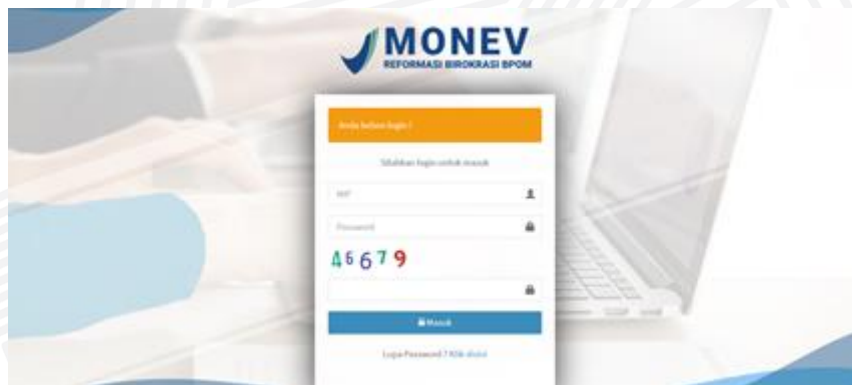 MONEV
REFORMASI BIROKRASI BPOM
Anda belum login !
Silahkan login untuk masuk
NIP
Password
46679
Masuk
Lupa Password ? Klik disini